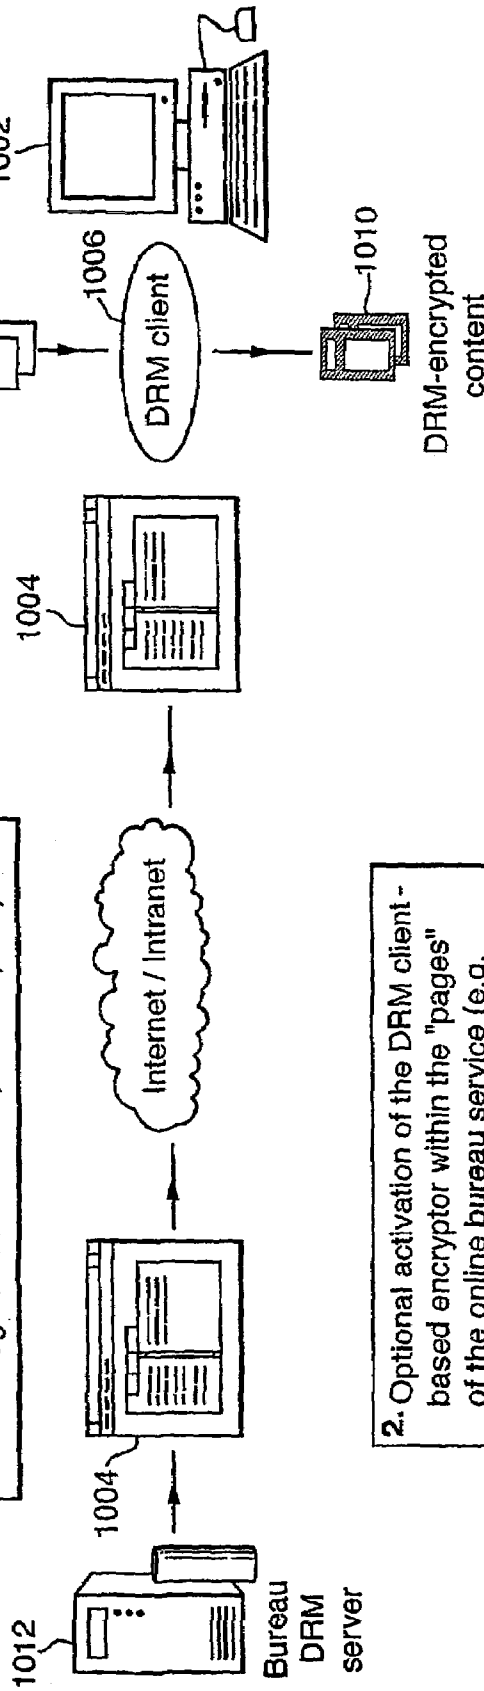 1012
Bureau
DRM
server
1004
Internet / Intranet
1004
DRM client
1006
1002
1010
DRM-encrypted
content
2. Optional activation of the DRM client-
based encryptor within the "pages"
of the online bureau service (e.g.